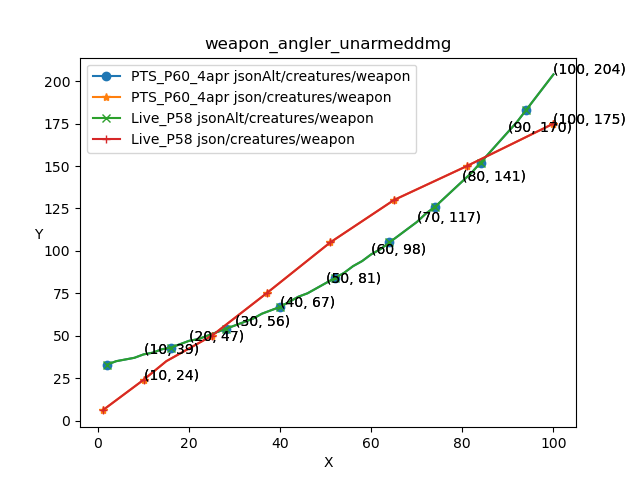 weapon_angler_unarmeddmg
PTS_P60_4apr jsonAlt/creatures/weapon
PTS_P60_4apr json/creatures/weapon
Live_P58 jsonAlt/creatures/weapon
Live_P58 json/creatures/weapon
(100, 204)
(100, 175)
(90, 170)
(80, 141)
(70, 117)
(60, 98)
(50, 81)
(40, 67)
(30, 56)
(20, 47)
(10, 39)
(10, 24)
200
175
150
125
100
75
50
25
0
Y
0 20 40 60 80 100
X